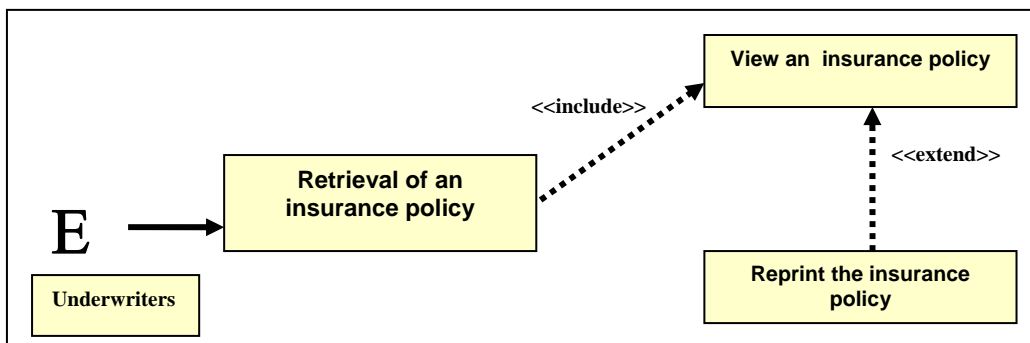 View an insurance policy
<<include>>
<<extend>>
Retrieval of an
insurance policy
E
Underwriters
Reprint the insurance
policy